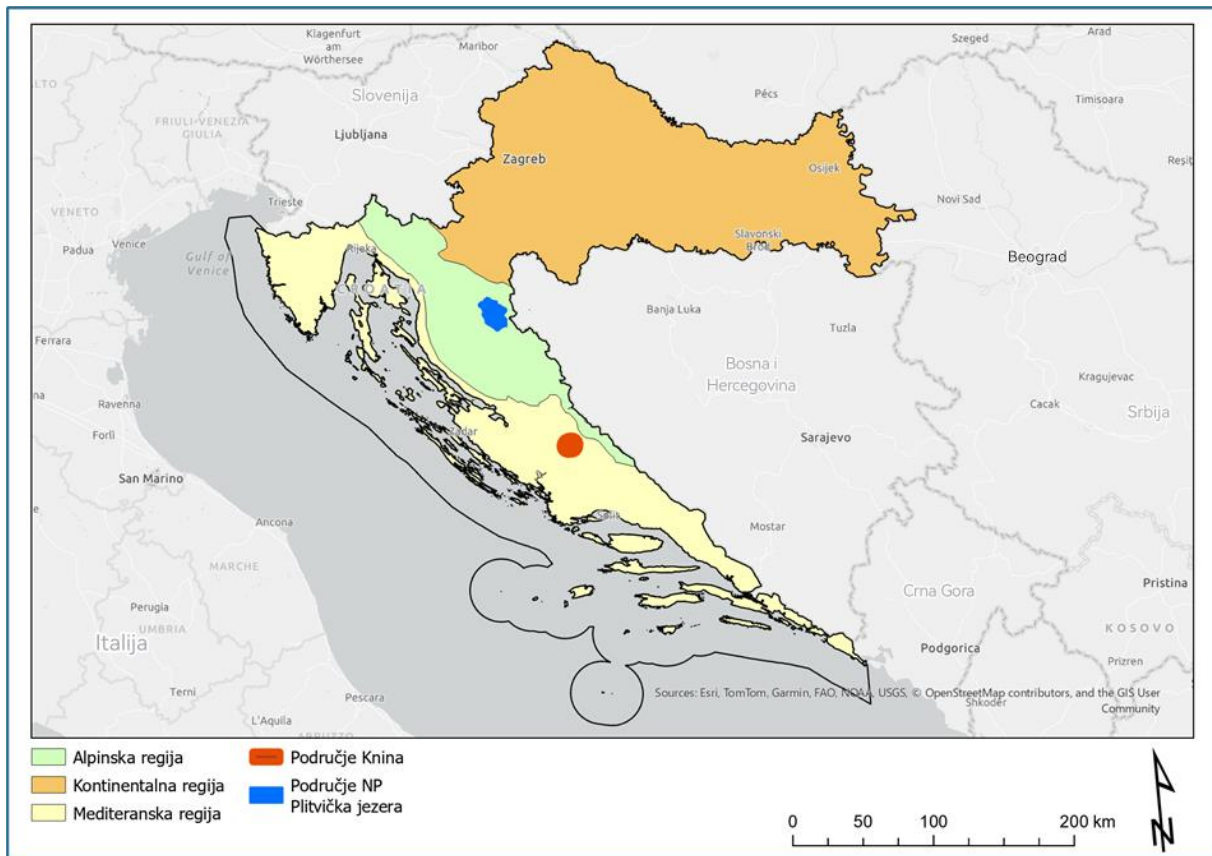 Klagenfurt
am
Wörthersee
Maribor
Szeged
Arad
ALTO
Slovenija
Pécs
Timisoara
FRIULI-VENEZIA
GIULIA
Ljubljana
Zagreb
Osijek
Trieste
Novi Sad
VENETO
Padua
Venice
Gulf of
Venice
Rijeka
Slavonski
Brod
Beograd
CROATIA
Banja Luka
Tuzla
Ferrara
Bosna i
Hercegovina
Kragujevac
Ravenna
Cacak
Srbija
Forlì
Zadar
Sarajevo
San Marino
Split
Ancona
Mostar
MARCHE
Crna Gora
Pristina
Perugia
UMBRIA
KOSOVO
Italija
Podgorica
Prizren
Terni
Pescara
Sources: Esri, TomTom, Garmin, FAO, NOAA, USGS, © OpenStreetMap contributors, and the GIS User
Community
Shkodër
L'Aquila
ABRUZZO
Alpinska regija
Kontinentalna regija
Mediteranska regija
Područje Knina
Područje NP
Plitvička jezera
0 50 100 200 km
N